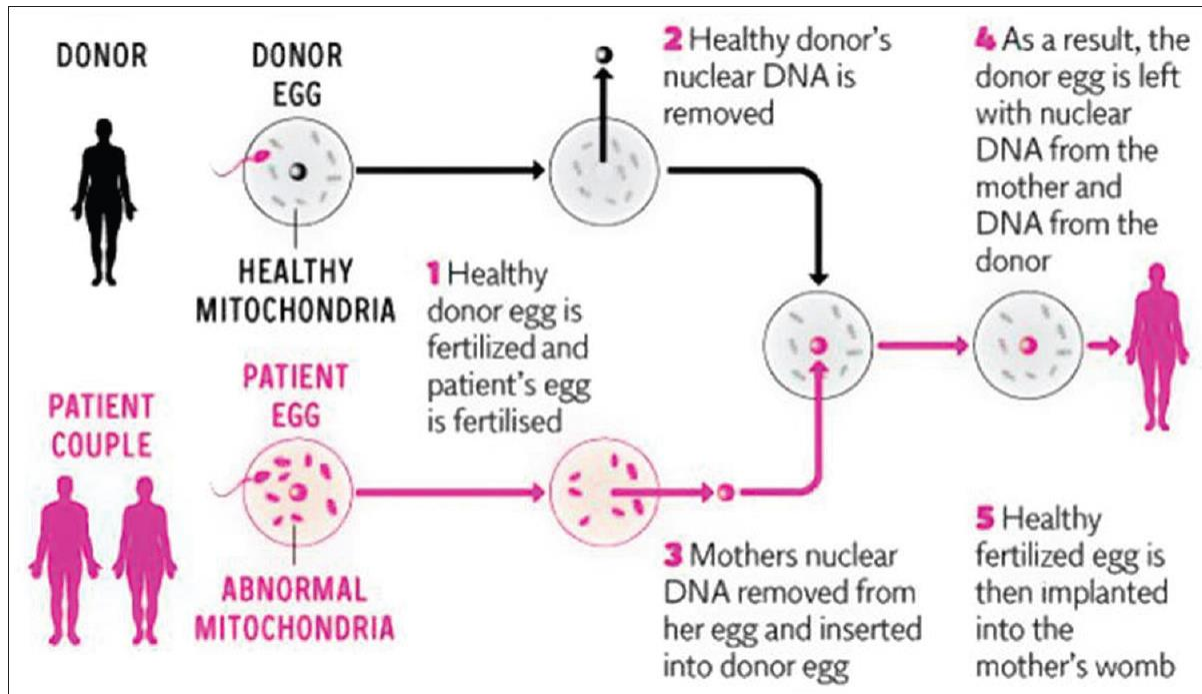 DONOR
DONOR
EGG
HEALTHY
MITOCHONDRIA
PATIENT
COUPLE
PATIENT
EGG
ABNORMAL
MITOCHONDRIA
1 Healthy
donor egg is
fertilized and
patient's egg
is fertilised
2 Healthy donor's
nuclear DNA is
removed
3 Mothers nuclear
DNA removed from
her egg and inserted
into donor egg
4 As a result, the
donor egg is left
with nuclear
DNA from the
mother and
DNA from the
donor
5 Healthy
fertilized egg is
then implanted
into the
mother's womb